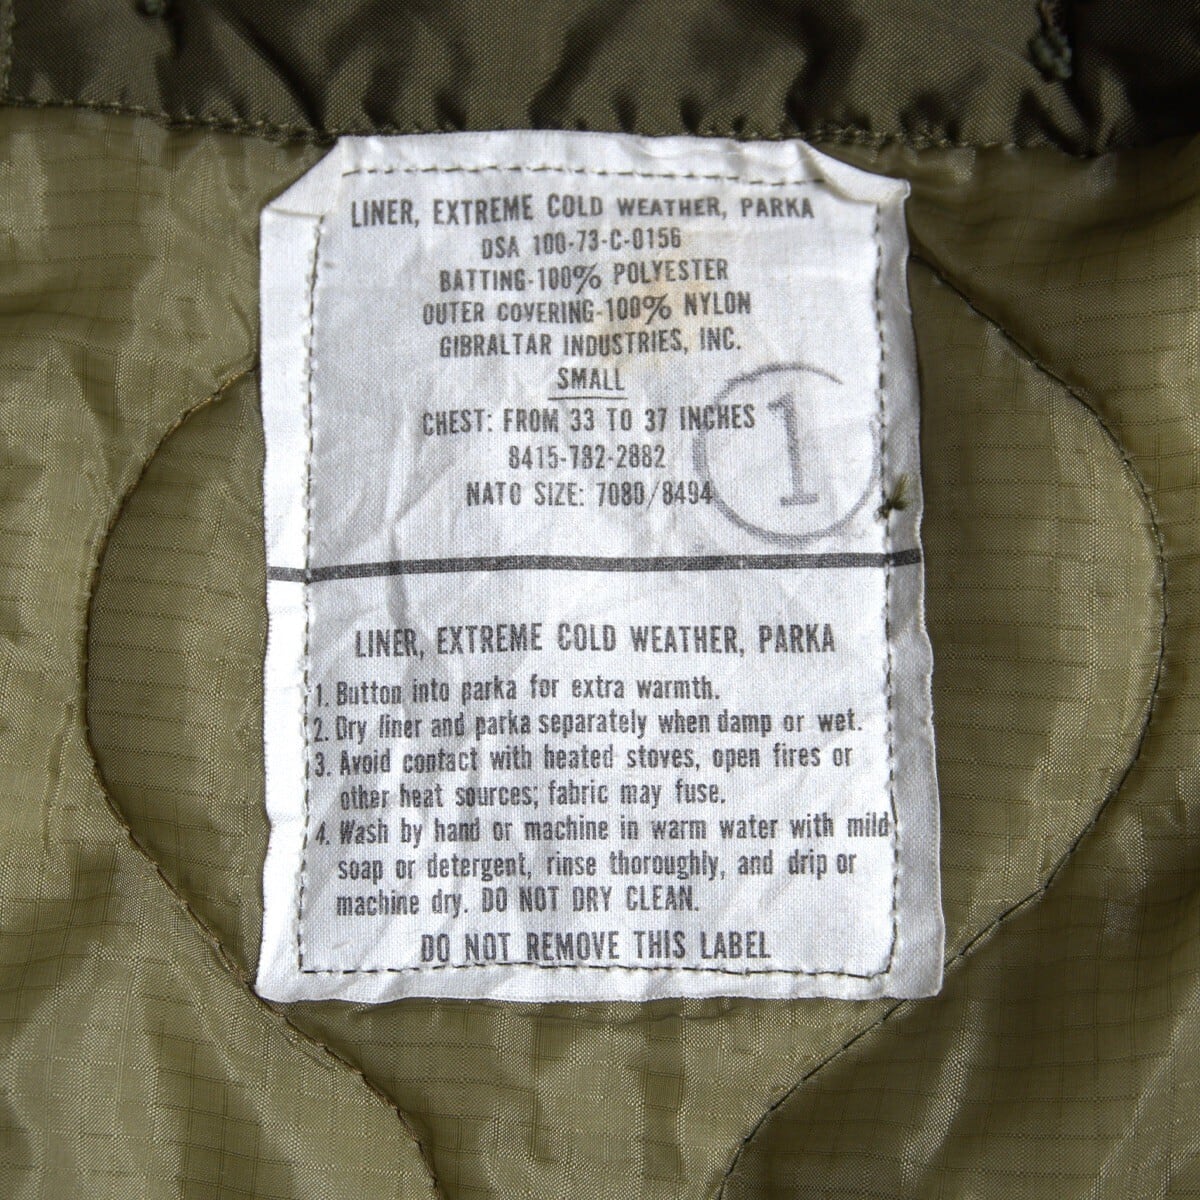 LINER, EXTREME COLD WEATHER, PARKA
DSA 100-73-C-0156
BATTING-100% POLYESTER
OUTER COVERING-100% NYLON
GIBRALTAR INDUSTRIES, INC.
SMALL
CHEST: FROM 33 TO 37 INCHES
8415-782-2882
NATO SIZE: 7080/8494
1
LINER, EXTREME COLD WEATHER, PARKA
1. Button into parka for extra warmth.
2. Dry liner and parka separately when damp or wet.
3. Avoid contact with heated stoves, open fires or
other heat sources; fabric may fuse.
4. Wash by hand or machine in warm water with mild
soap or detergent, rinse thoroughly, and drip or
machine dry. DO NOT DRY CLEAN.
DO NOT REMOVE THIS LABEL